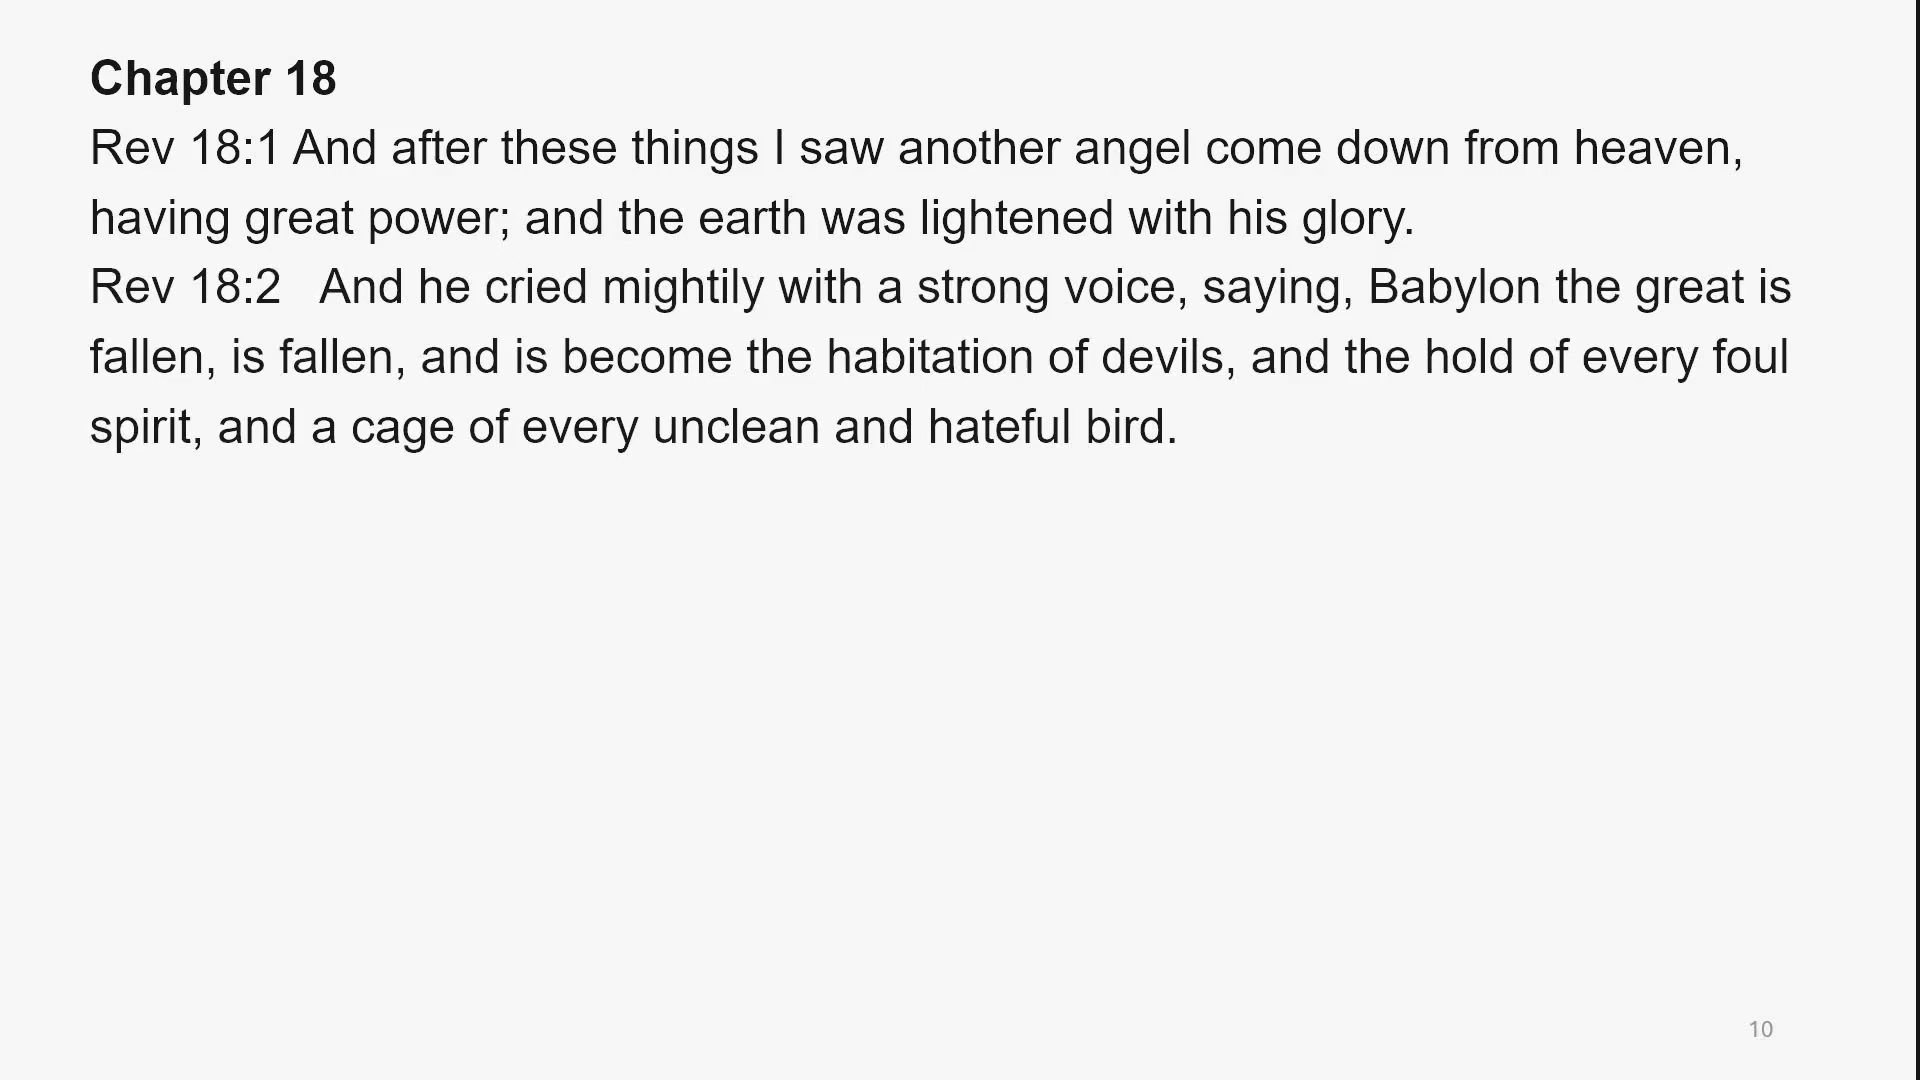 Chapter 18
Rev 18:1 And after these things I saw another angel come down from heaven,
having great power; and the earth was lightened with his glory.
Rev 18:2   And he cried mightily with a strong voice, saying, Babylon the great is
fallen, is fallen, and is become the habitation of devils, and the hold of every foul
spirit, and a cage of every unclean and hateful bird.
10